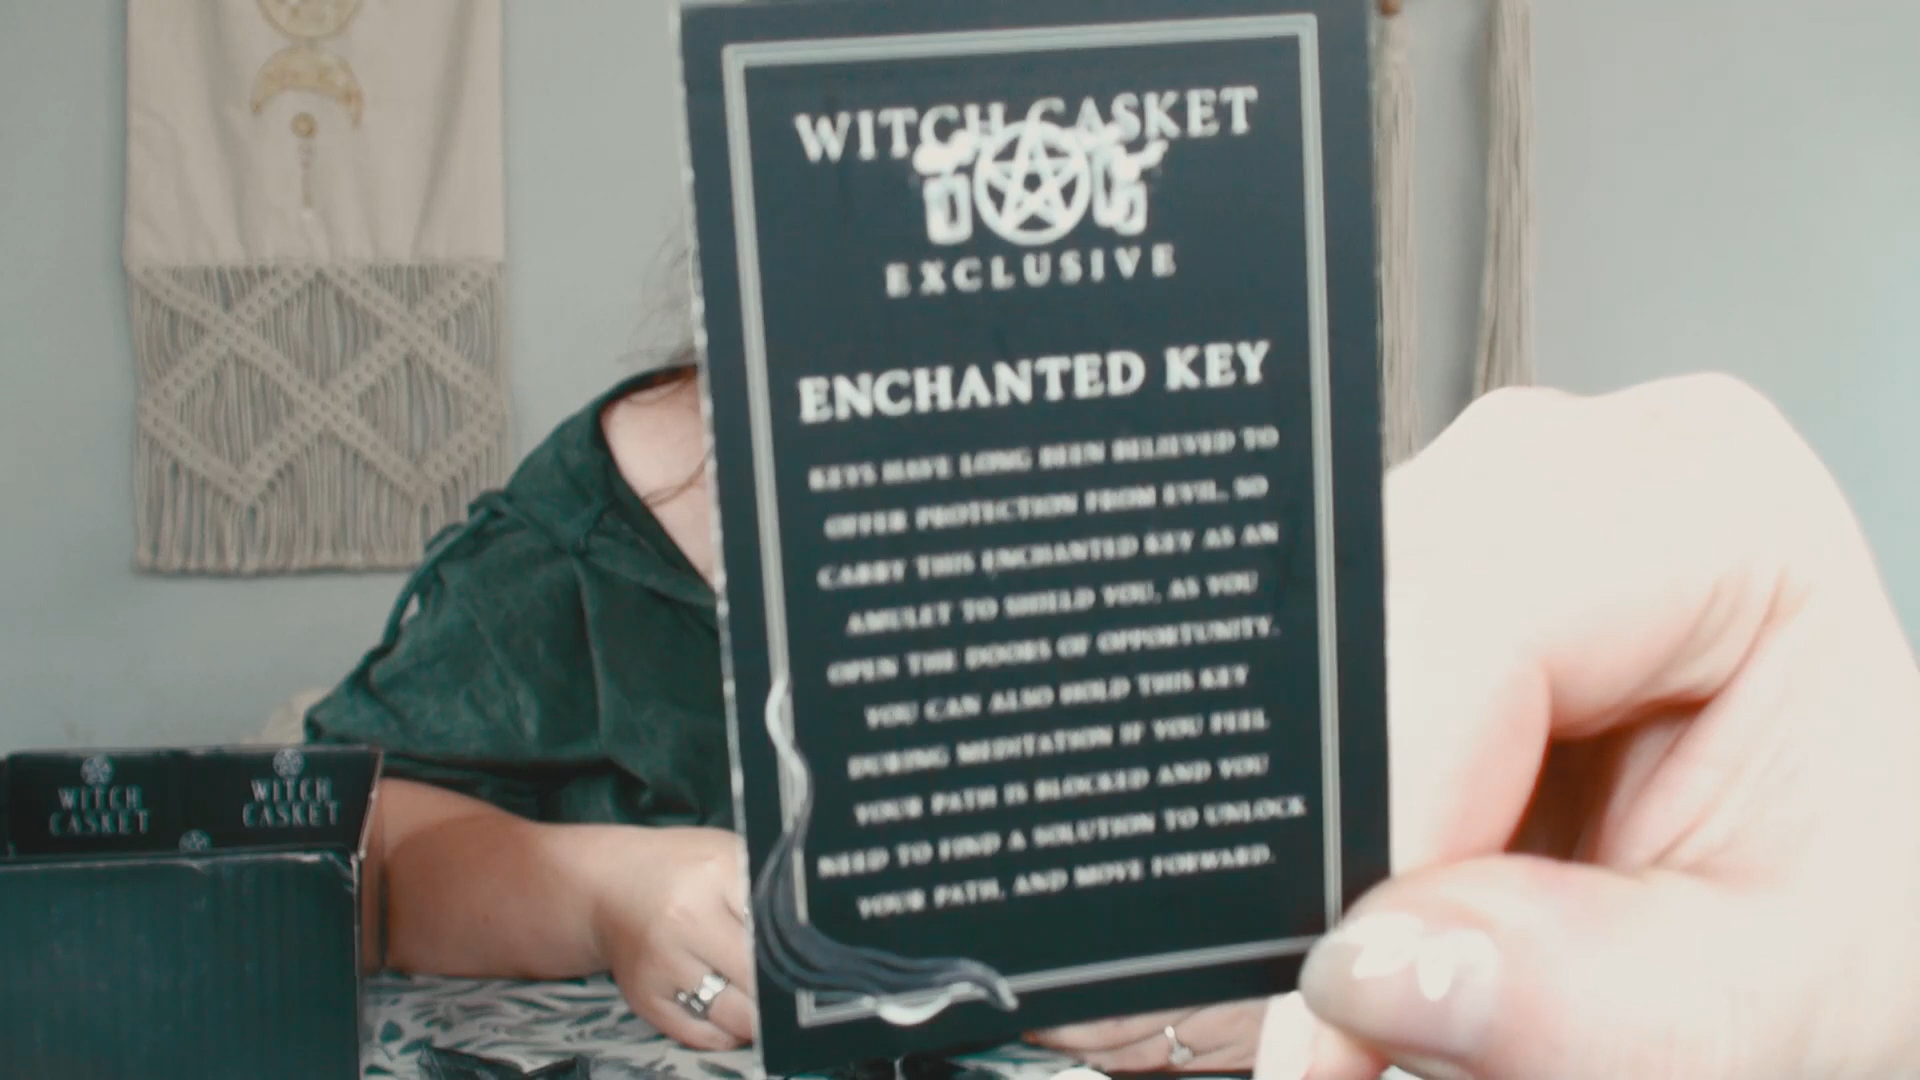 WITCH CASKET
EXCLUSIVE
ENCHANTED KEY
KEYS HAVE LONG BEEN BELIEVED TO
OFFER PROTECTION FROM EVIL, SO
CARRY THIS ENCHANTED KEY AS AN
AMULET TO SHIELD YOU, AS YOU
OPEN THE DOORS OF OPPORTUNITY.
YOU CAN ALSO HOLD THIS KEY
DURING MEDITATION IF YOU FEEL
YOUR PATH IS BLOCKED AND YOU
NEED TO FIND A SOLUTION TO UNLOCK
YOUR PATH, AND MOVE FORWARD.
WITCH
CASKET
WITCH
CASKET